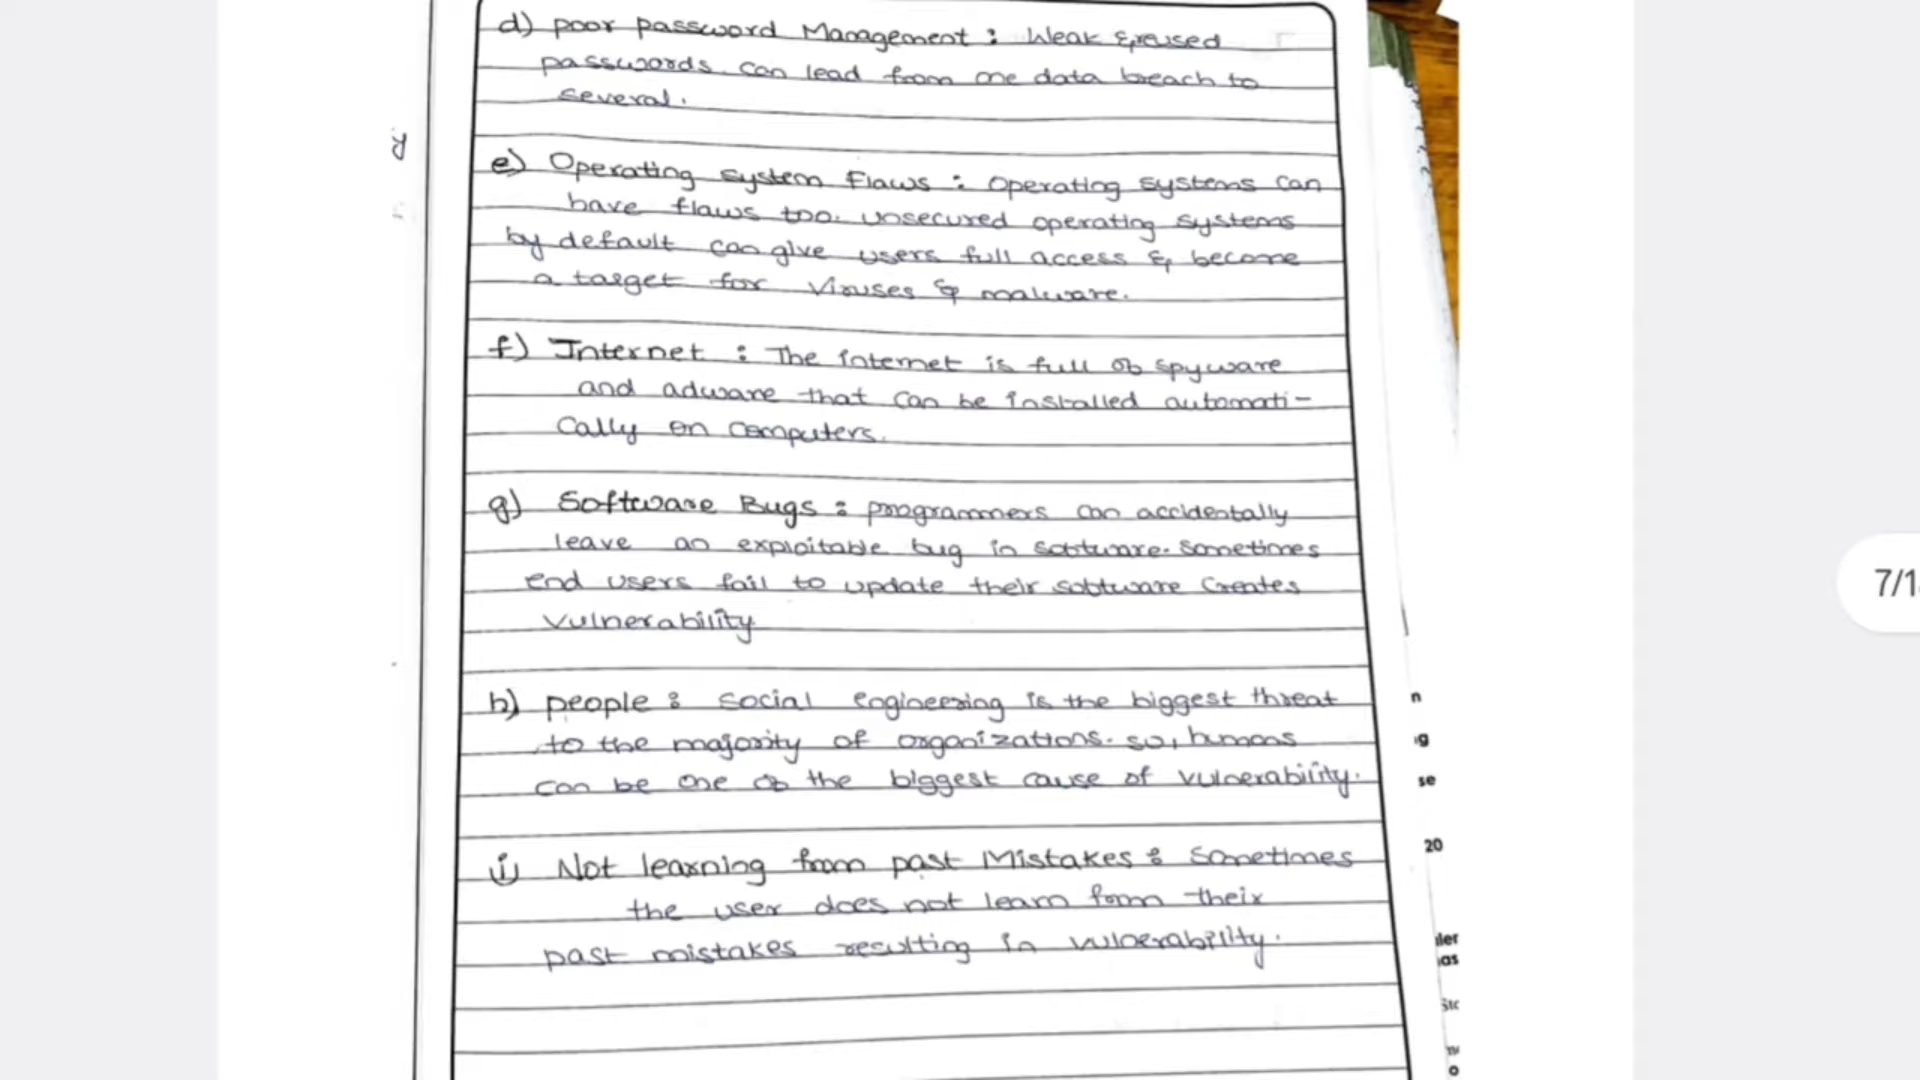 d) poor password Management : Weak & reused
passwords can lead from one data breach to
several.
e) Operating system Flaws : Operating systems can
have flaws too. unsecured operating systems
by default can give users full access & become
a target for viruses & malware.
f) Internet : The internet is full of spyware
and adware that can be installed automati-
cally on computers.
g) Software Bugs : programmers can accidentally
leave an exploitable bug in software. Sometimes
end users fail to update their software Creates
vulnerability
h) people : social engineering is the biggest threat
to the majority of organizations. so, humans
can be one of the biggest cause of vulnerability.
i) Not learning from past Mistakes : Sometimes
the user does not learn from their
past mistakes resulting in vulnerability.
7/1
n
se
20
as